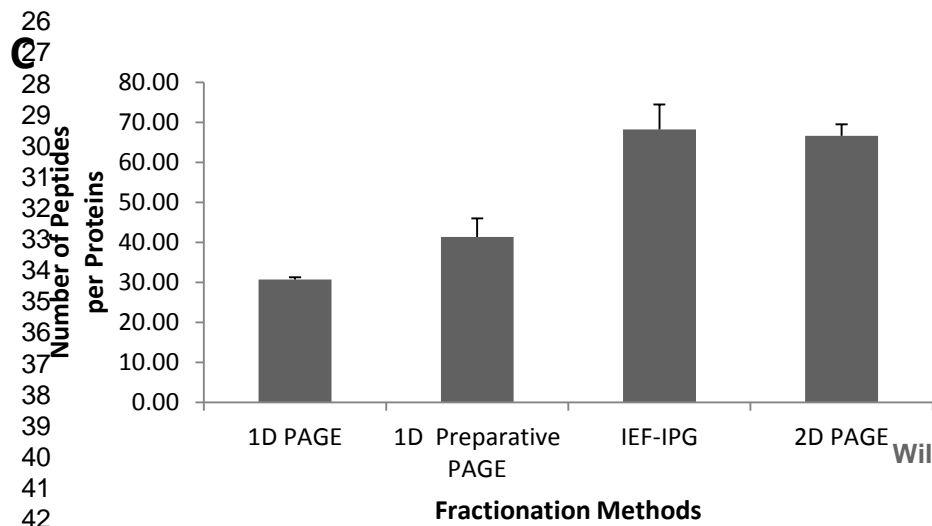 26
27
28
29
30
31
32
33
34
35
36
37
38
39
40
41
42
C
Number of Peptides
per Proteins
80.00
70.00
60.00
50.00
40.00
30.00
20.00
10.00
0.00
1D PAGE
1D Preparative
PAGE
IEF-IPG
2D PAGE
Wil
Fractionation Methods